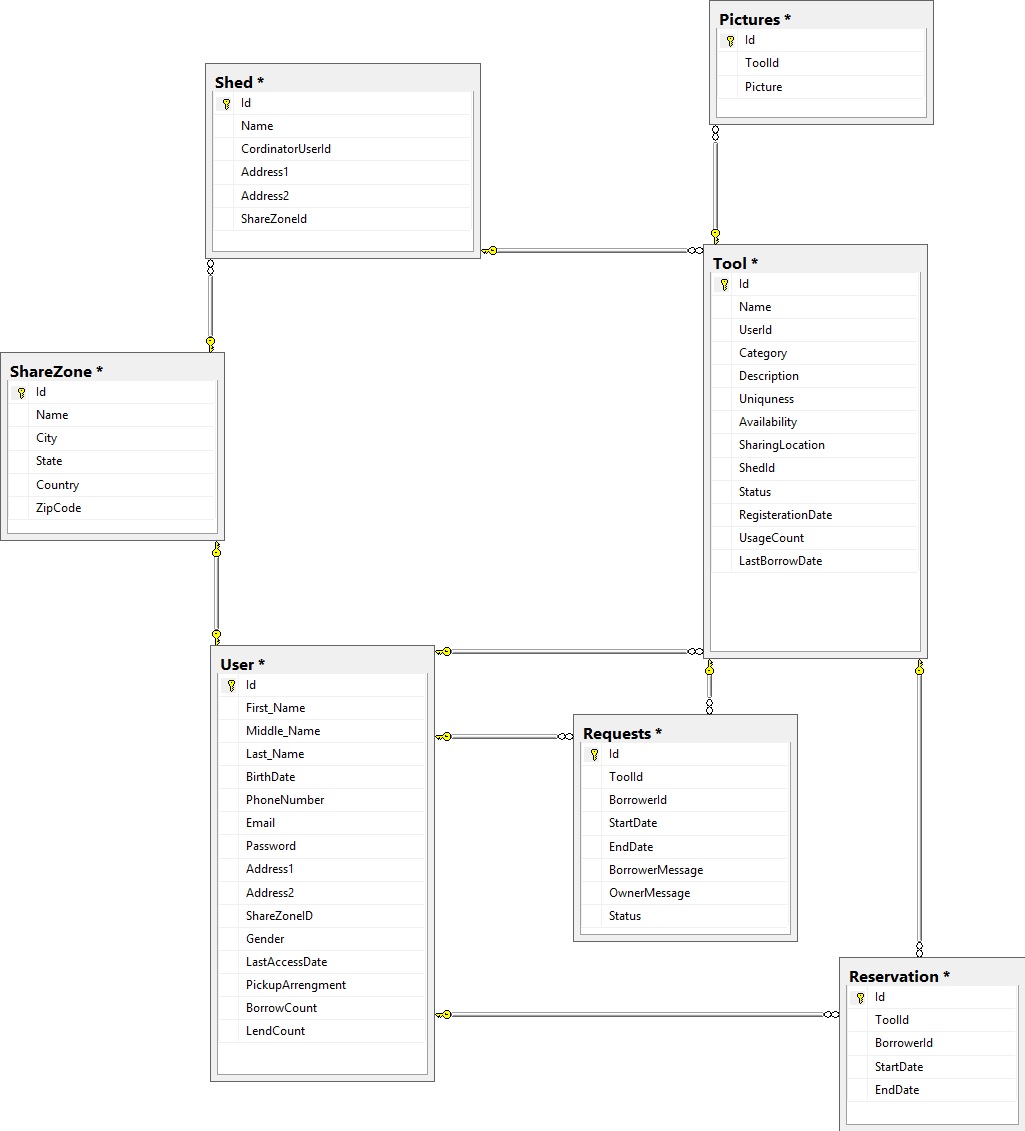 Pictures *
Id
ToolId
Picture
Shed *
Id
Name
CordinatorUserId
Address1
Address2
ShareZoneId
Tool *
Id
Name
UserId
Category
Description
Uniquness
Availability
SharingLocation
ShedId
Status
RegisterationDate
UsageCount
LastBorrowDate
ShareZone *
Id
Name
City
State
Country
ZipCode
User *
Id
First_Name
Middle_Name
Last_Name
BirthDate
PhoneNumber
Email
Password
Address1
Address2
ShareZoneID
Gender
LastAccessDate
PickupArrengment
BorrowCount
LendCount
Requests *
Id
ToolId
BorrowerId
StartDate
EndDate
BorrowerMessage
OwnerMessage
Status
Reservation *
Id
ToolId
BorrowerId
StartDate
EndDate